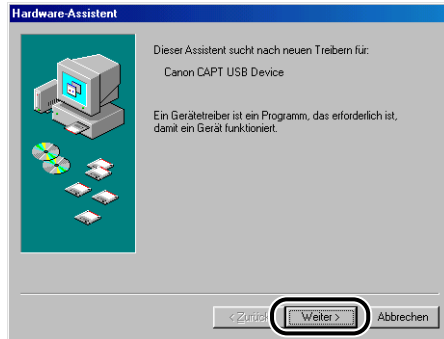 Hardware-Assistent
Dieser Assistent sucht nach neuen Treibern für:
Canon CAPT USB Device
Ein Gerätetreiber ist ein Programm, das erforderlich ist,
damit ein Gerät funktioniert.
< Zurück Weiter > Abbrechen